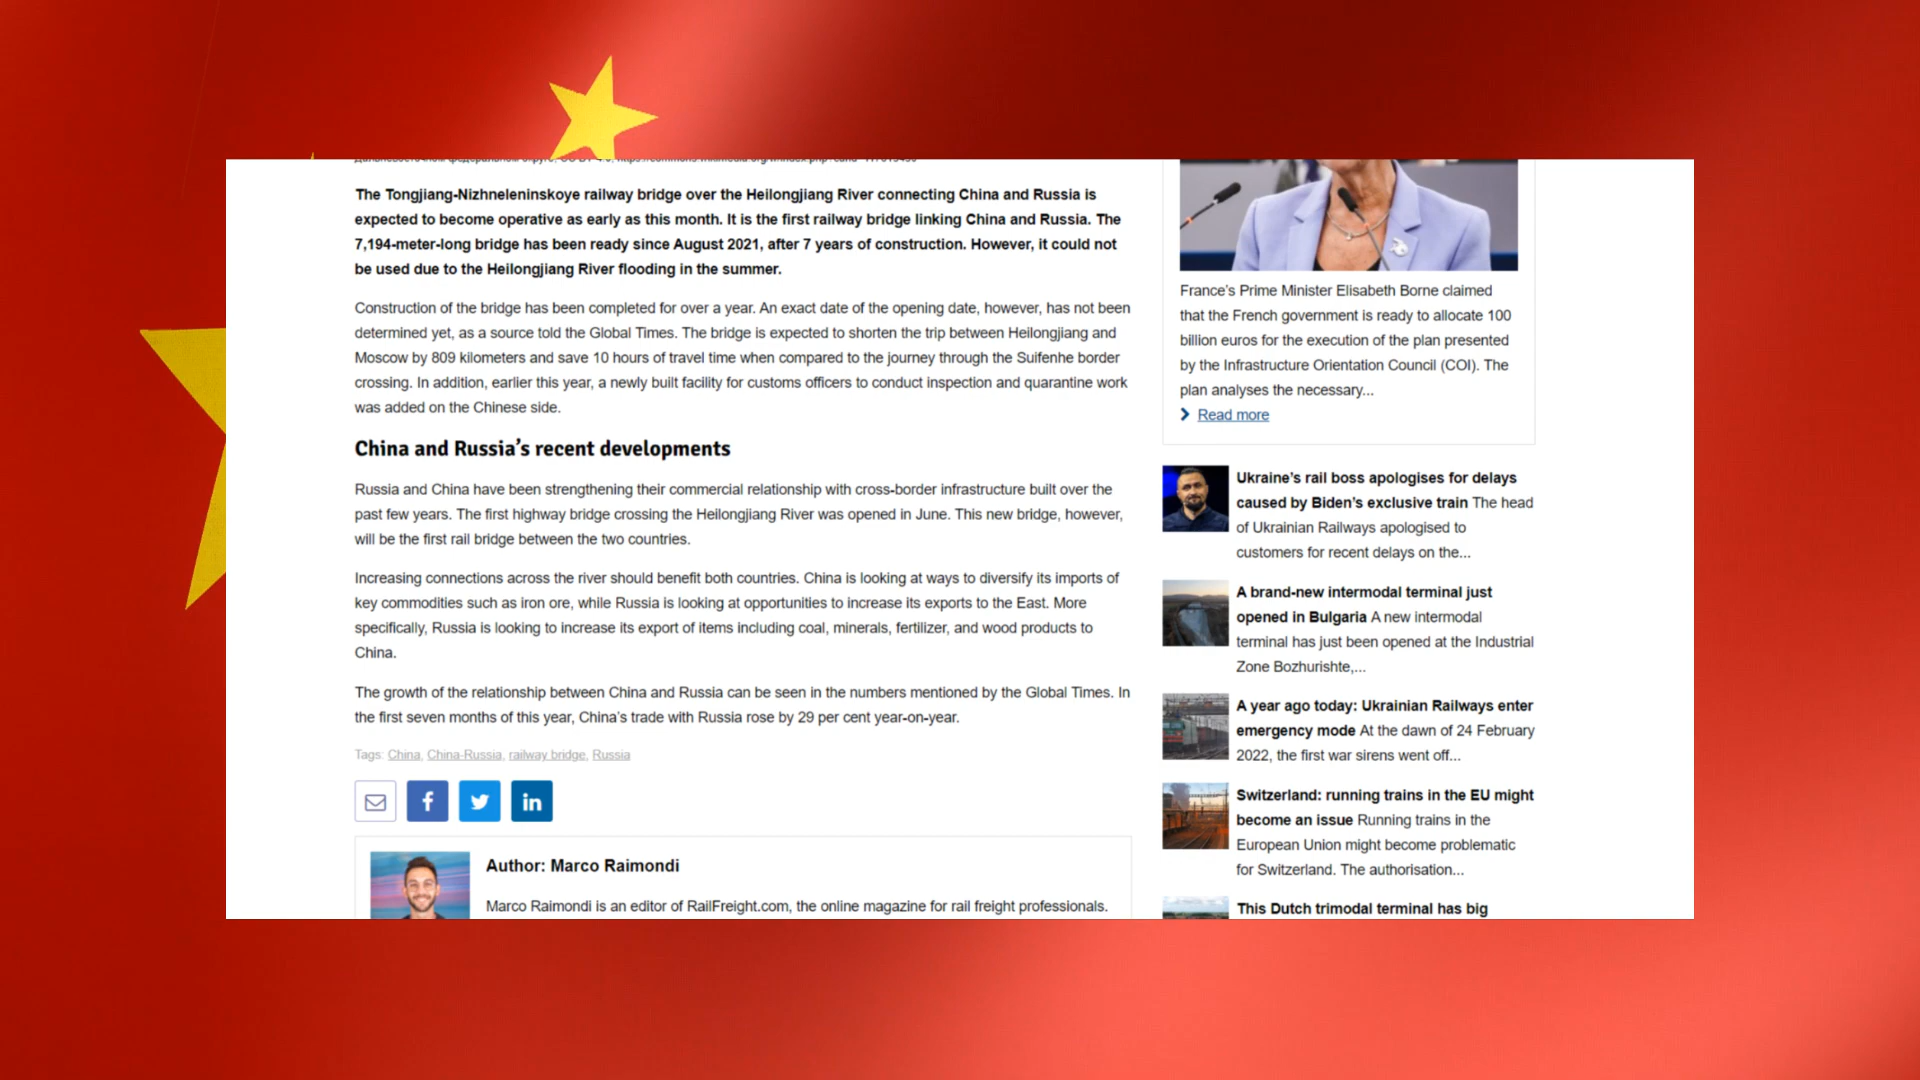 The Tongjiang-Nizhneleninskoye railway bridge over the Heilongjiang River connecting China and Russia is
expected to become operative as early as this month. It is the first railway bridge linking China and Russia. The
7,194-meter-long bridge has been ready since August 2021, after 7 years of construction. However, it could not
be used due to the Heilongjiang River flooding in the summer.
Construction of the bridge has been completed for over a year. An exact date of the opening date, however, has not been
determined yet, as a source told the Global Times. The bridge is expected to shorten the trip between Heilongjiang and
Moscow by 809 kilometers and save 10 hours of travel time when compared to the journey through the Suifenhe border
crossing. In addition, earlier this year, a newly built facility for customs officers to conduct inspection and quarantine work
was added on the Chinese side.
China and Russia’s recent developments
Russia and China have been strengthening their commercial relationship with cross-border infrastructure built over the
past few years. The first highway bridge crossing the Heilongjiang River was opened in June. This new bridge, however,
will be the first rail bridge between the two countries.
Increasing connections across the river should benefit both countries. China is looking at ways to diversify its imports of
key commodities such as iron ore, while Russia is looking at opportunities to increase its exports to the East. More
specifically, Russia is looking to increase its export of items including coal, minerals, fertilizer, and wood products to
China.
The growth of the relationship between China and Russia can be seen in the numbers mentioned by the Global Times. In
the first seven months of this year, China’s trade with Russia rose by 29 per cent year-on-year.
Tags: China, China-Russia, railway bridge, Russia
Author: Marco Raimondi
Marco Raimondi is an editor of RailFreight.com, the online magazine for rail freight professionals.
France’s Prime Minister Elisabeth Borne claimed
that the French government is ready to allocate 100
billion euros for the execution of the plan presented
by the Infrastructure Orientation Council (COI). The
plan analyses the necessary...
Read more
Ukraine’s rail boss apologises for delays
caused by Biden’s exclusive train The head
of Ukrainian Railways apologised to
customers for recent delays on the...
A brand-new intermodal terminal just
opened in Bulgaria A new intermodal
terminal has just been opened at the Industrial
Zone Bozhurishte,...
A year ago today: Ukrainian Railways enter
emergency mode At the dawn of 24 February
2022, the first war sirens went off...
Switzerland: running trains in the EU might
become an issue Running trains in the
European Union might become problematic
for Switzerland. The authorisation...
This Dutch trimodal terminal has big